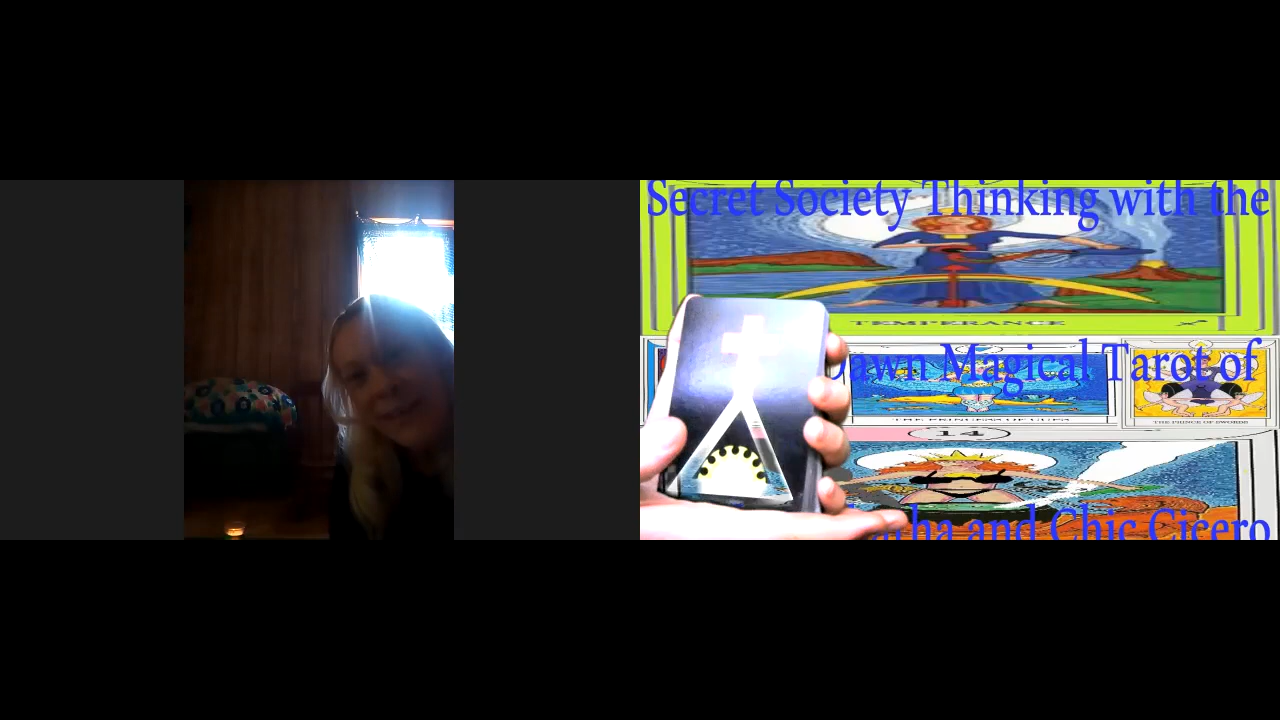 Secret Society Thinking with the
TEMPERANCE
Dawn Magical Tarot of
THE PRINCESS OF CUPS
THE PRINCE OF SWORDS
14
and Chic Cicero